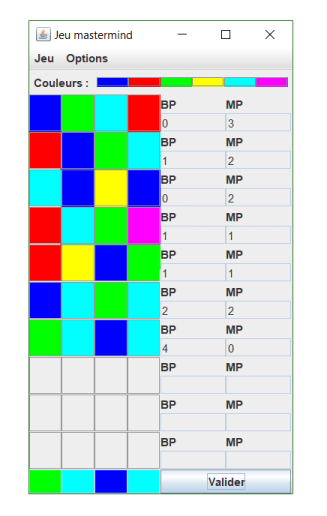 Jeu mastermind
Jeu Options
Couleurs :
BP MP
0 3
BP MP
1 2
BP MP
0 2
BP MP
1 1
BP MP
1 1
BP MP
2 2
BP MP
4 0
BP MP
BP MP
BP MP
Valider